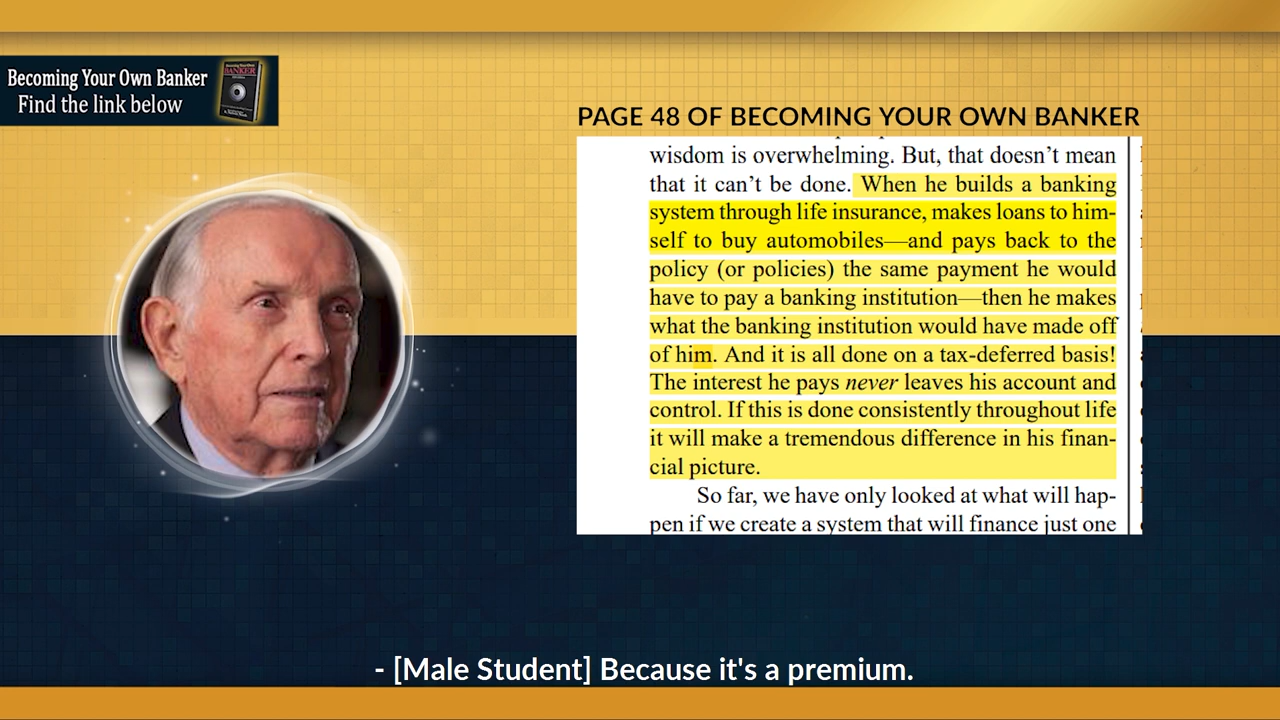 Becoming Your Own Banker
Find the link below
PAGE 48 OF BECOMING YOUR OWN BANKER
wisdom is overwhelming. But, that doesn’t mean
that it can’t be done. When he builds a banking
system through life insurance, makes loans to him-
self to buy automobiles—and pays back to the
policy (or policies) the same payment he would
have to pay a banking institution—then he makes
what the banking institution would have made off
of him. And it is all done on a tax-deferred basis!
The interest he pays never leaves his account and
control. If this is done consistently throughout life
it will make a tremendous difference in his finan-
cial picture.
So far, we have only looked at what will hap-
pen if we create a system that will finance just one
- [Male Student] Because it's a premium.